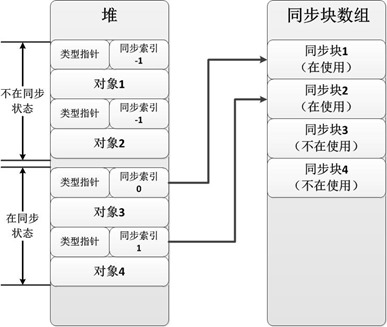 堆
同步块数组
类型指针
同步索引
-1
对象1
类型指针
同步索引
-1
对象2
不在同步
状态
类型指针
同步索引
0
对象3
类型指针
同步索引
1
对象4
在同步
状态
同步块1
（在使用）
同步块2
（在使用）
同步块3
（不在使用）
同步块4
（不在使用）